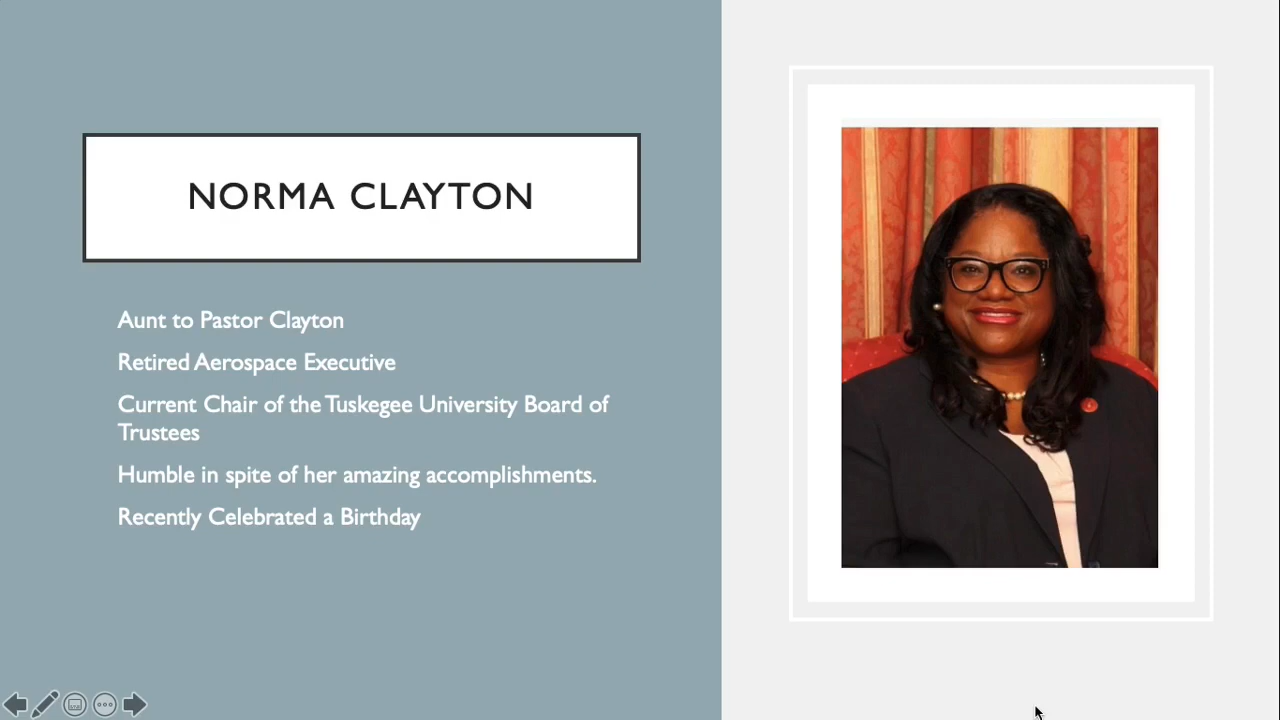 NORMA CLAYTON
Aunt to Pastor Clayton
Retired Aerospace Executive
Current Chair of the Tuskegee University Board of
Trustees
Humble in spite of her amazing accomplishments.
Recently Celebrated a Birthday